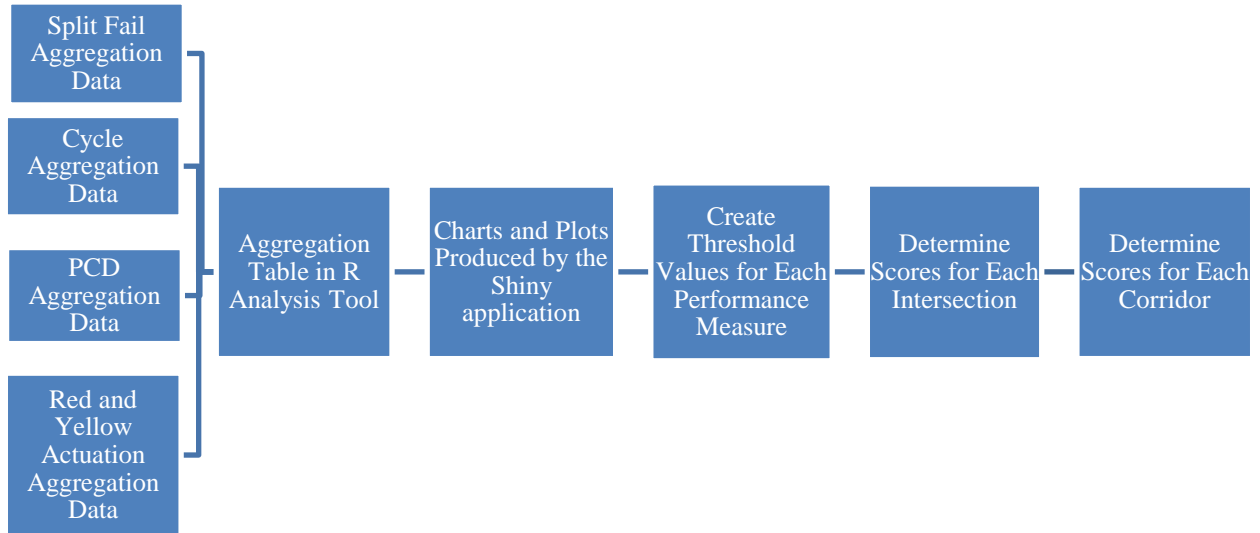 Split Fail
Aggregation
Data
Cycle
Aggregation
Data
PCD
Aggregation
Data
Red and
Yellow
Actuation
Aggregation
Data
Aggregation
Table in R
Analysis Tool
Charts and Plots
Produced by the
Shiny
application
Create
Threshold
Values for Each
Performance
Measure
Determine
Scores for Each
Intersection
Determine
Scores for Each
Corridor